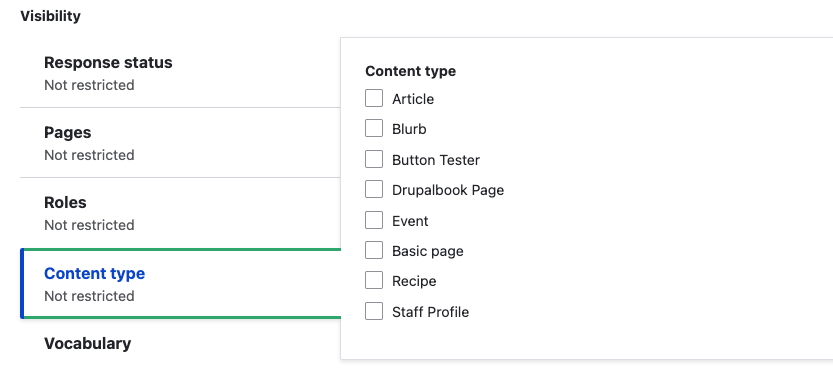 Visibility
Response status
Not restricted
Pages
Not restricted
Roles
Not restricted
Content type
Not restricted
Vocabulary
Content type
Article
Blurb
Button Tester
Drupalbook Page
Event
Basic page
Recipe
Staff Profile